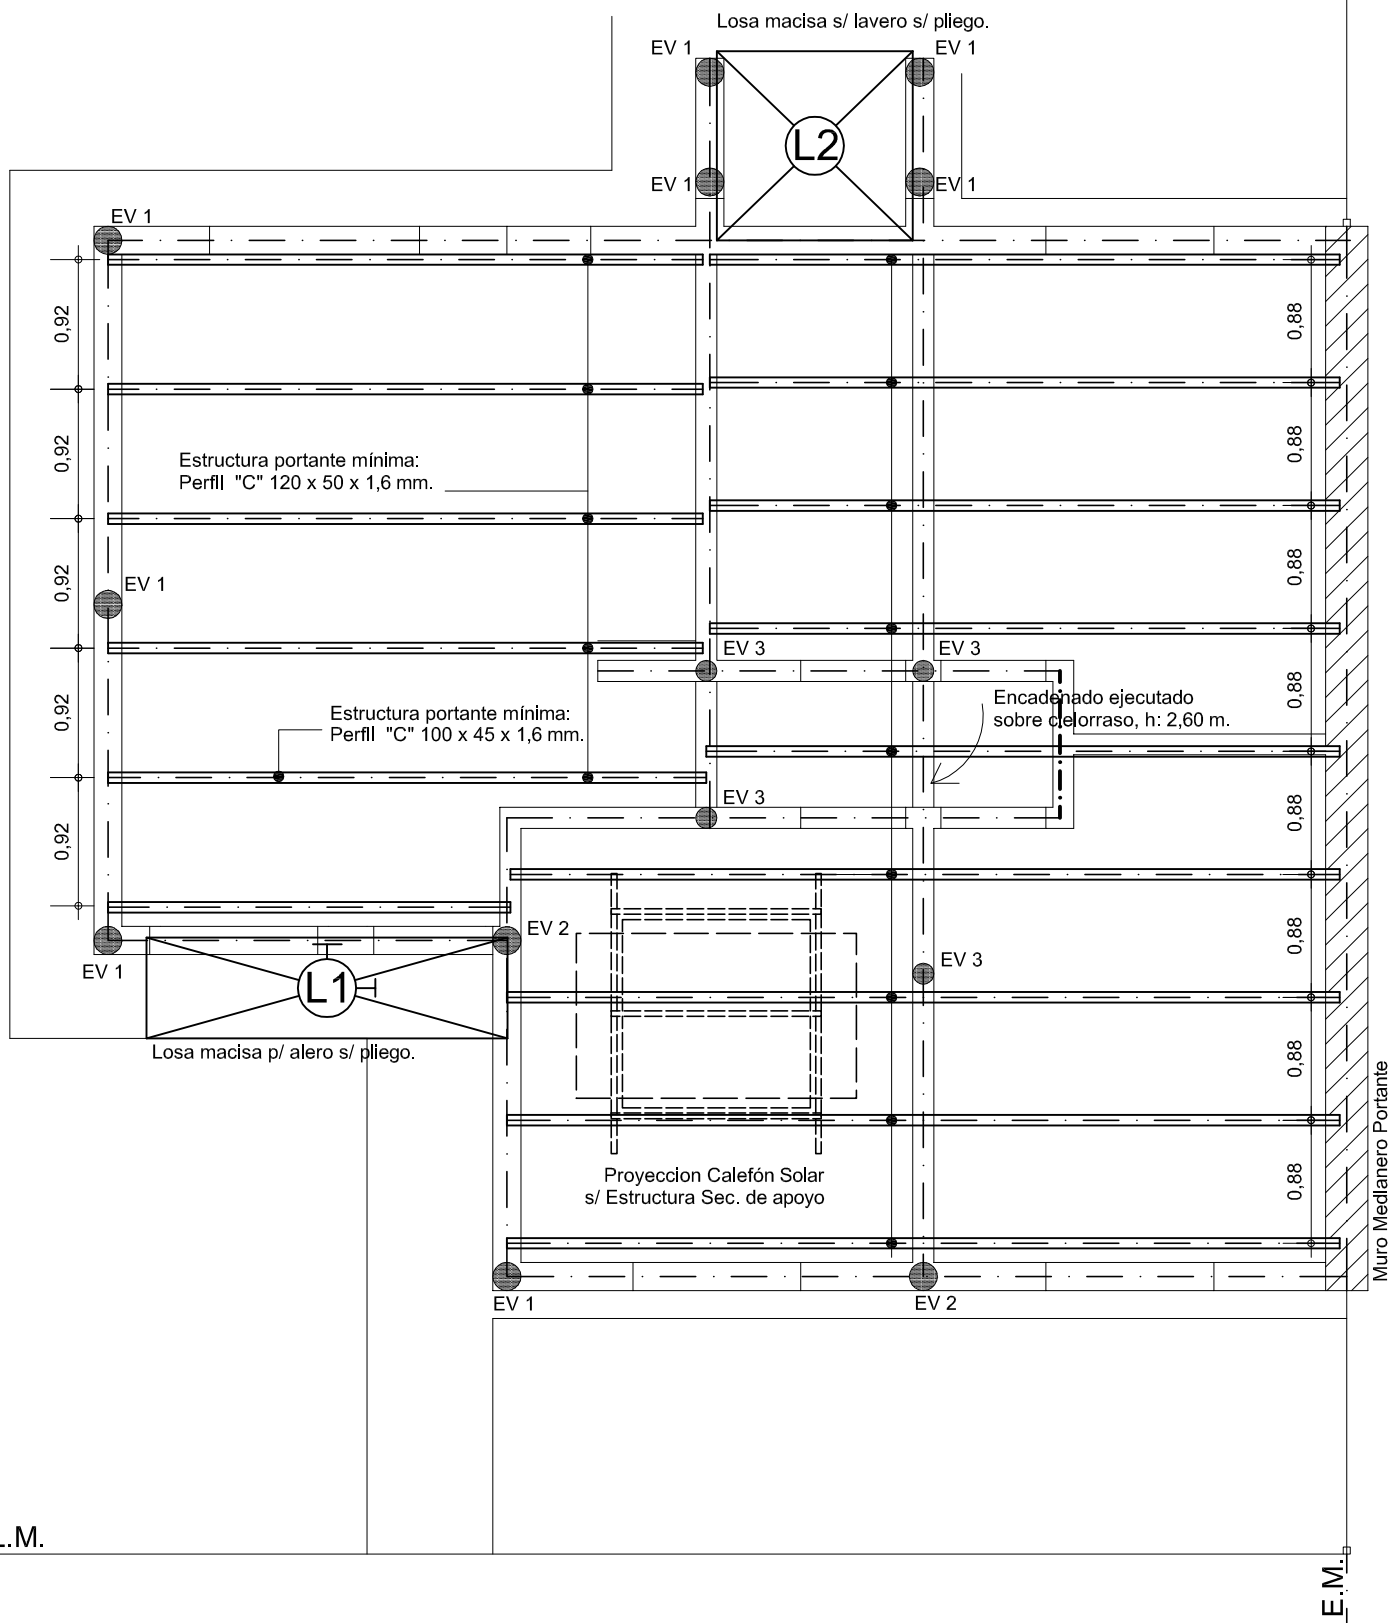 Losa macisa s/ lavero s/ pliego.
EV 1
EV 1
L2
EV 1
EV 1
EV 1
0,92
0,88
0,92
0,88
Estructura portante mínima:
Perfil "C" 120 x 50 x 1,6 mm.
0,92
0,88
EV 1
EV 3
EV 3
0,92
0,88
Encadenado ejecutado
sobre cielorraso, h: 2,60 m.
Estructura portante mínima:
Perfil "C" 100 x 45 x 1,6 mm.
EV 3
0,92
0,88
EV 2
0,88
EV 1
EV 3
L1
Losa macisa p/ alero s/ pliego.
0,88
Proyeccion Calefón Solar
s/ Estructura Sec. de apoyo
0,88
Muro Medianero Portante
EV 1
EV 2
L.M.
E.M.